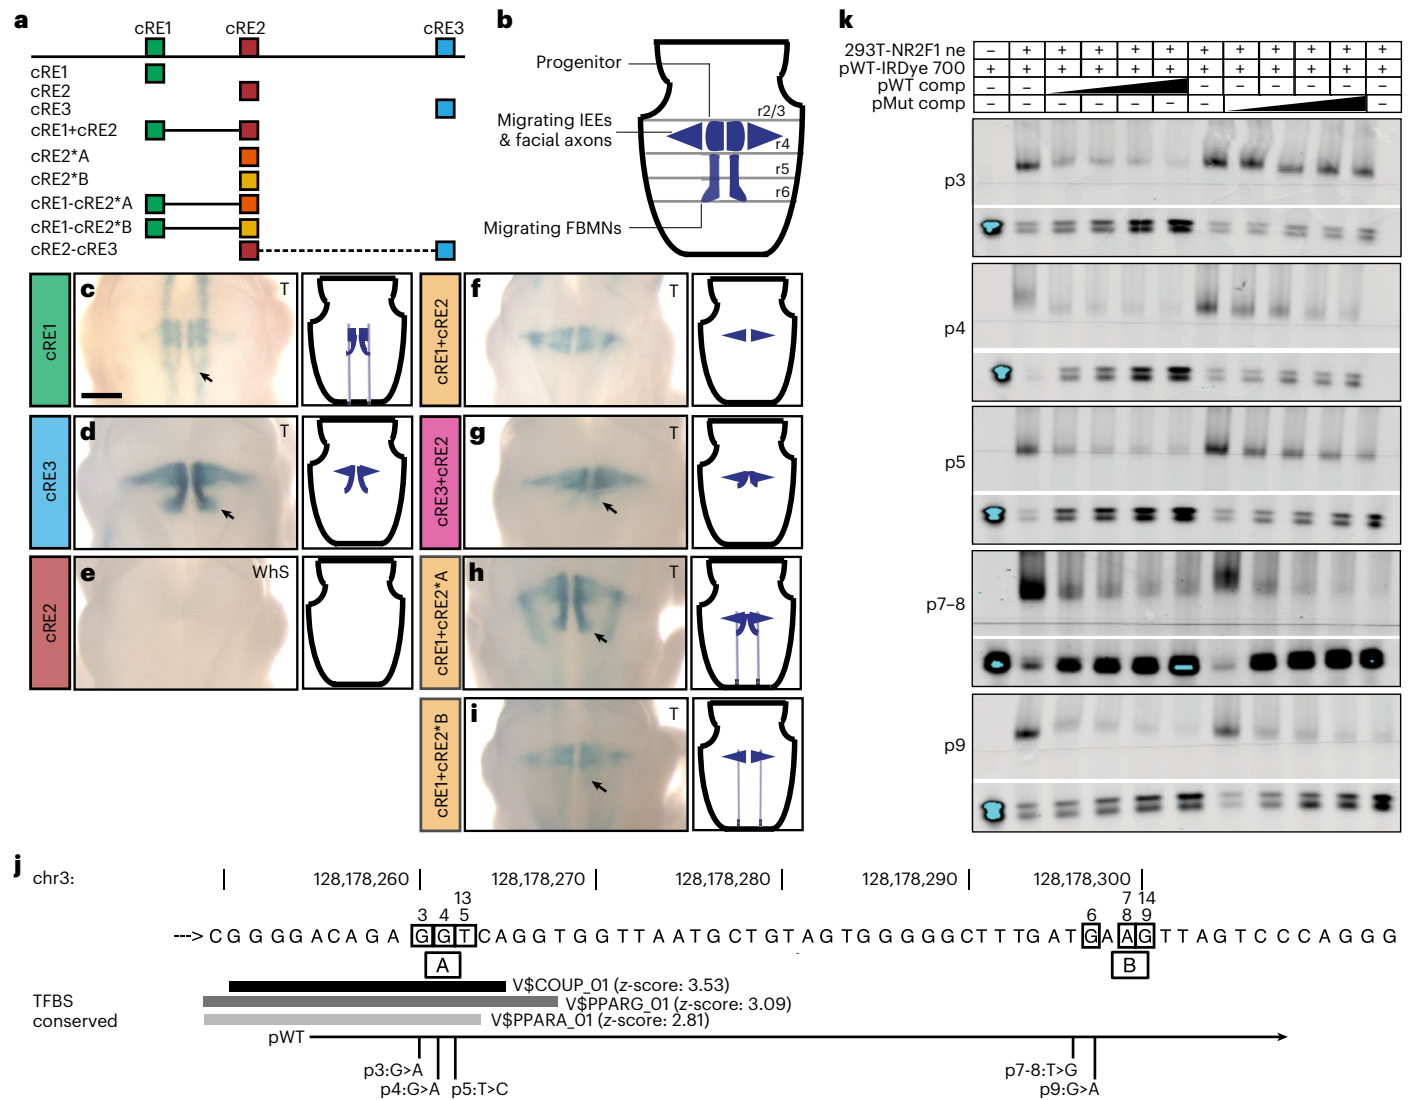 a
cRE1 cRE2 cRE3
cRE1
cRE2
cRE3
cRE1+cRE2
cRE2*A
cRE2*B
cRE1-cRE2*A
cRE1-cRE2*B
cRE2-cRE3
b
Progenitor
Migrating IEEs
& facial axons
Migrating FBMNs
r2/3
r4
r5
r6
c
cRE1
T
d
cRE3
T
e
cRE2
WhS
f
cRE1+cRE2
T
g
cRE3+cRE2
T
h
cRE1+cRE2*A
T
i
cRE1+cRE2*B
T
k
293T-NR2F1 ne – + + + + + + + + + + +
pWT-IRDye 700 + + + + + + + + + + + +
pWT comp – – – – – – – –
pMut comp – – – – – – – –
p3
p4
p5
p7–8
p9
j
chr3: 128,178,260 128,178,270 128,178,280 128,178,290 128,178,300
13 7 14
3 4 5 6 8 9
---> C G G G G A C A G A G G T C A G G T G G T T A A T G C T G T A G T G G G G G C T T T G A T G A A G T T A G T C C C A G G G
A B
TFBS
conserved
V$COUP_01 (z-score: 3.53)
V$PPARG_01 (z-score: 3.09)
V$PPARA_01 (z-score: 2.81)
pWT
p3:G>A p7-8:T>G
p4:G>A p5:T>C p9:G>A